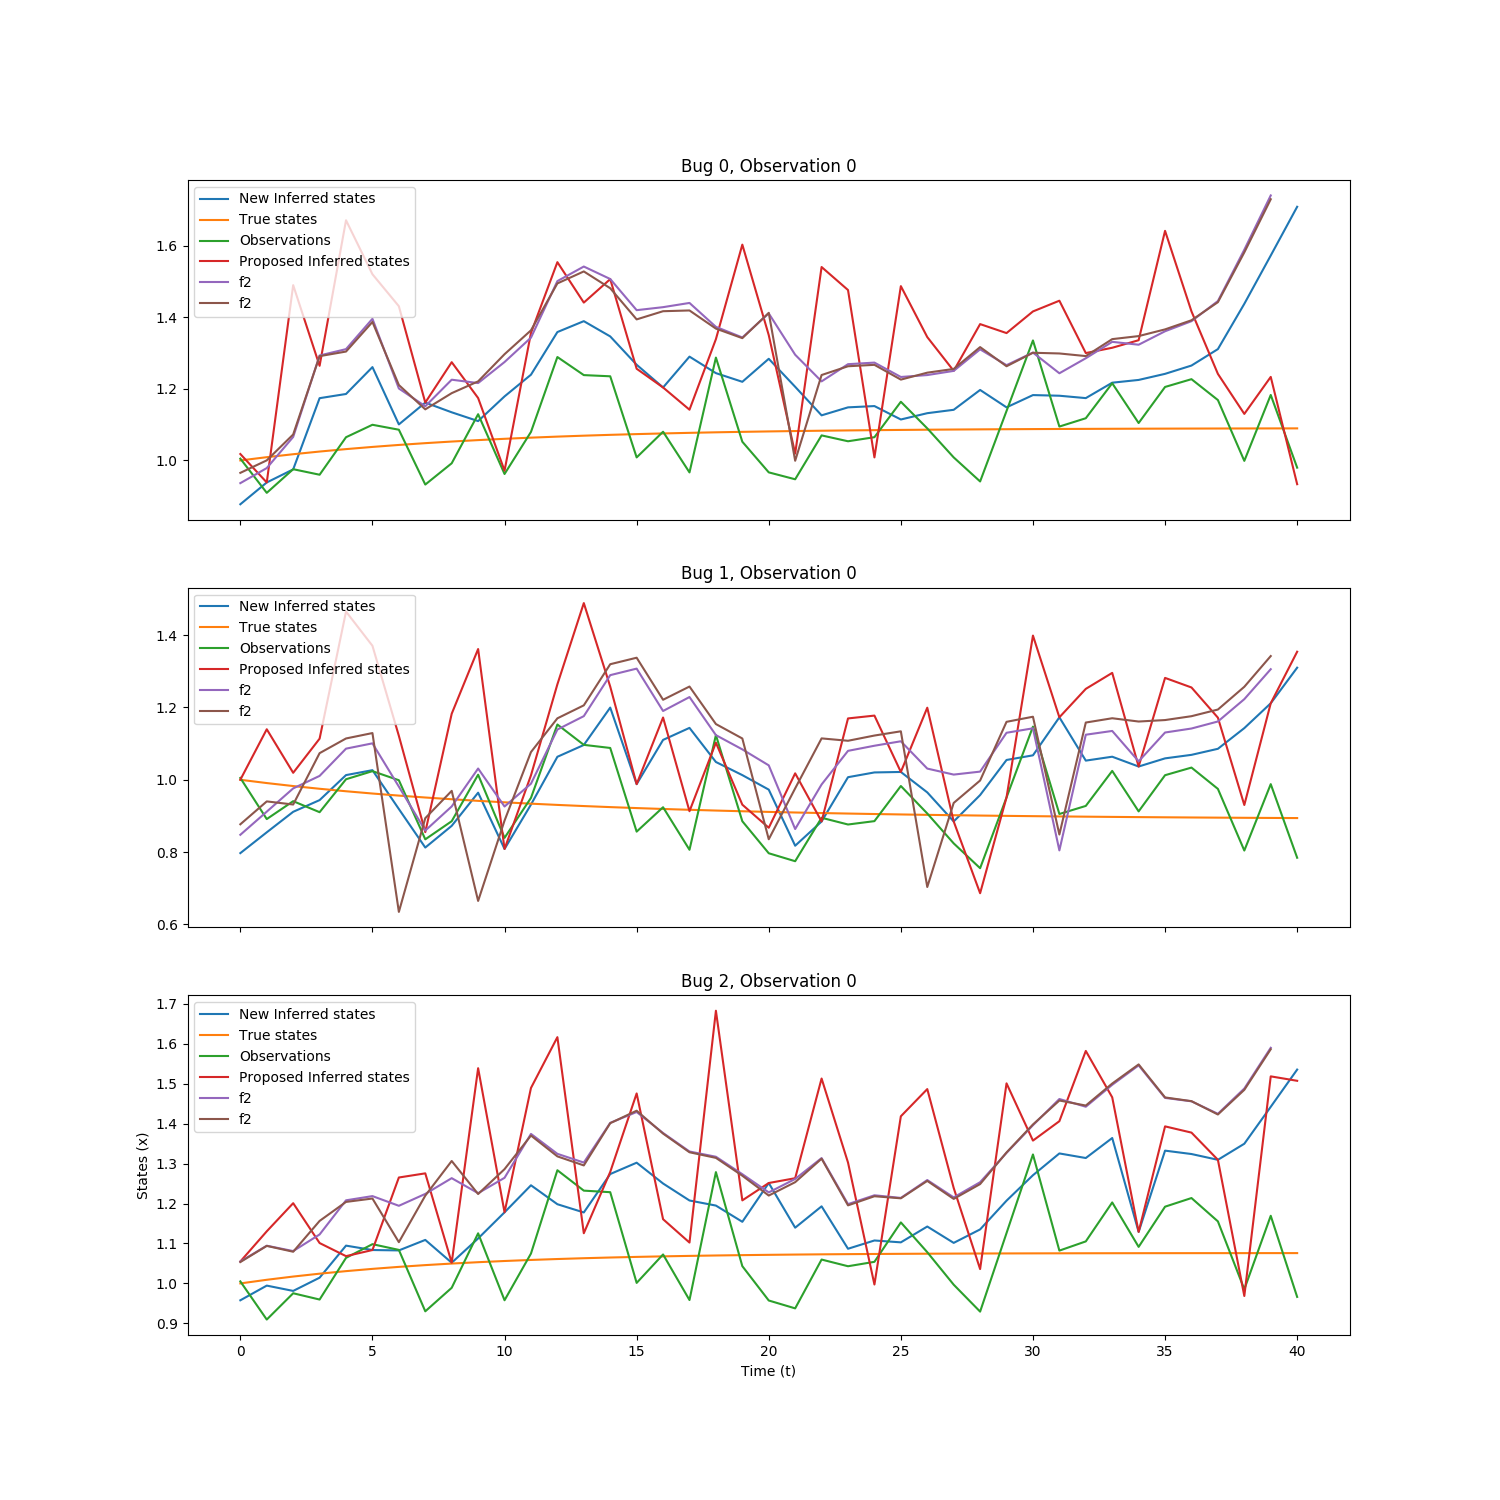 Bug 0, Observation 0
New Inferred states
True states
Observations
Proposed Inferred states
f2
f2
1.6
1.4
1.2
1.0
Bug 1, Observation 0
New Inferred states
True states
Observations
Proposed Inferred states
f2
f2
1.4
1.2
1.0
0.8
0.6
Bug 2, Observation 0
New Inferred states
True states
Observations
Proposed Inferred states
f2
f2
1.7
1.6
1.5
1.4
1.3
1.2
1.1
1.0
0.9
States (x)
0 5 10 15 20 25 30 35 40
Time (t)